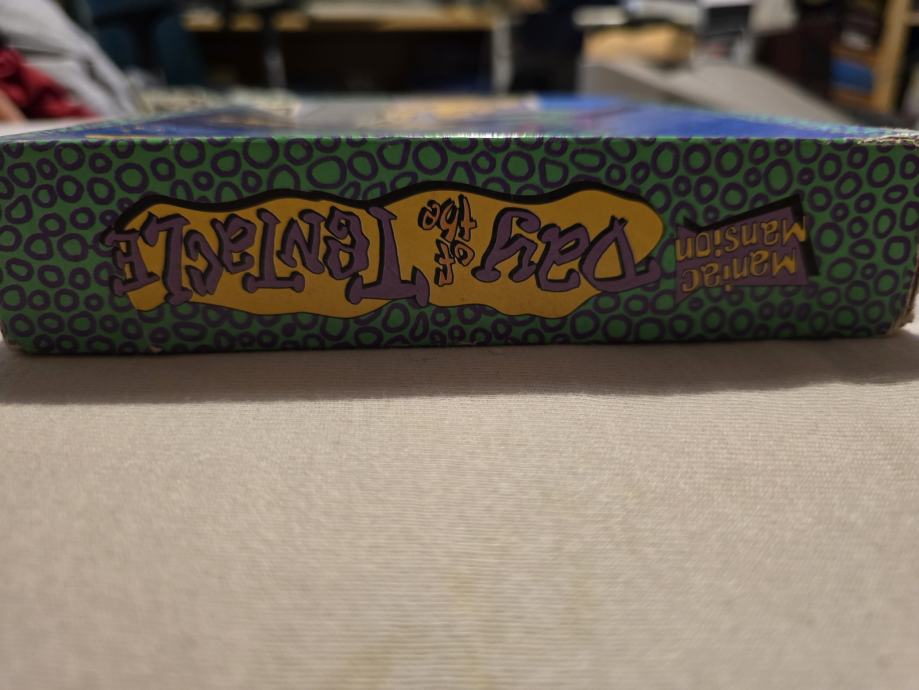 Maniac
Mansion
Day
of the
TENTACLE